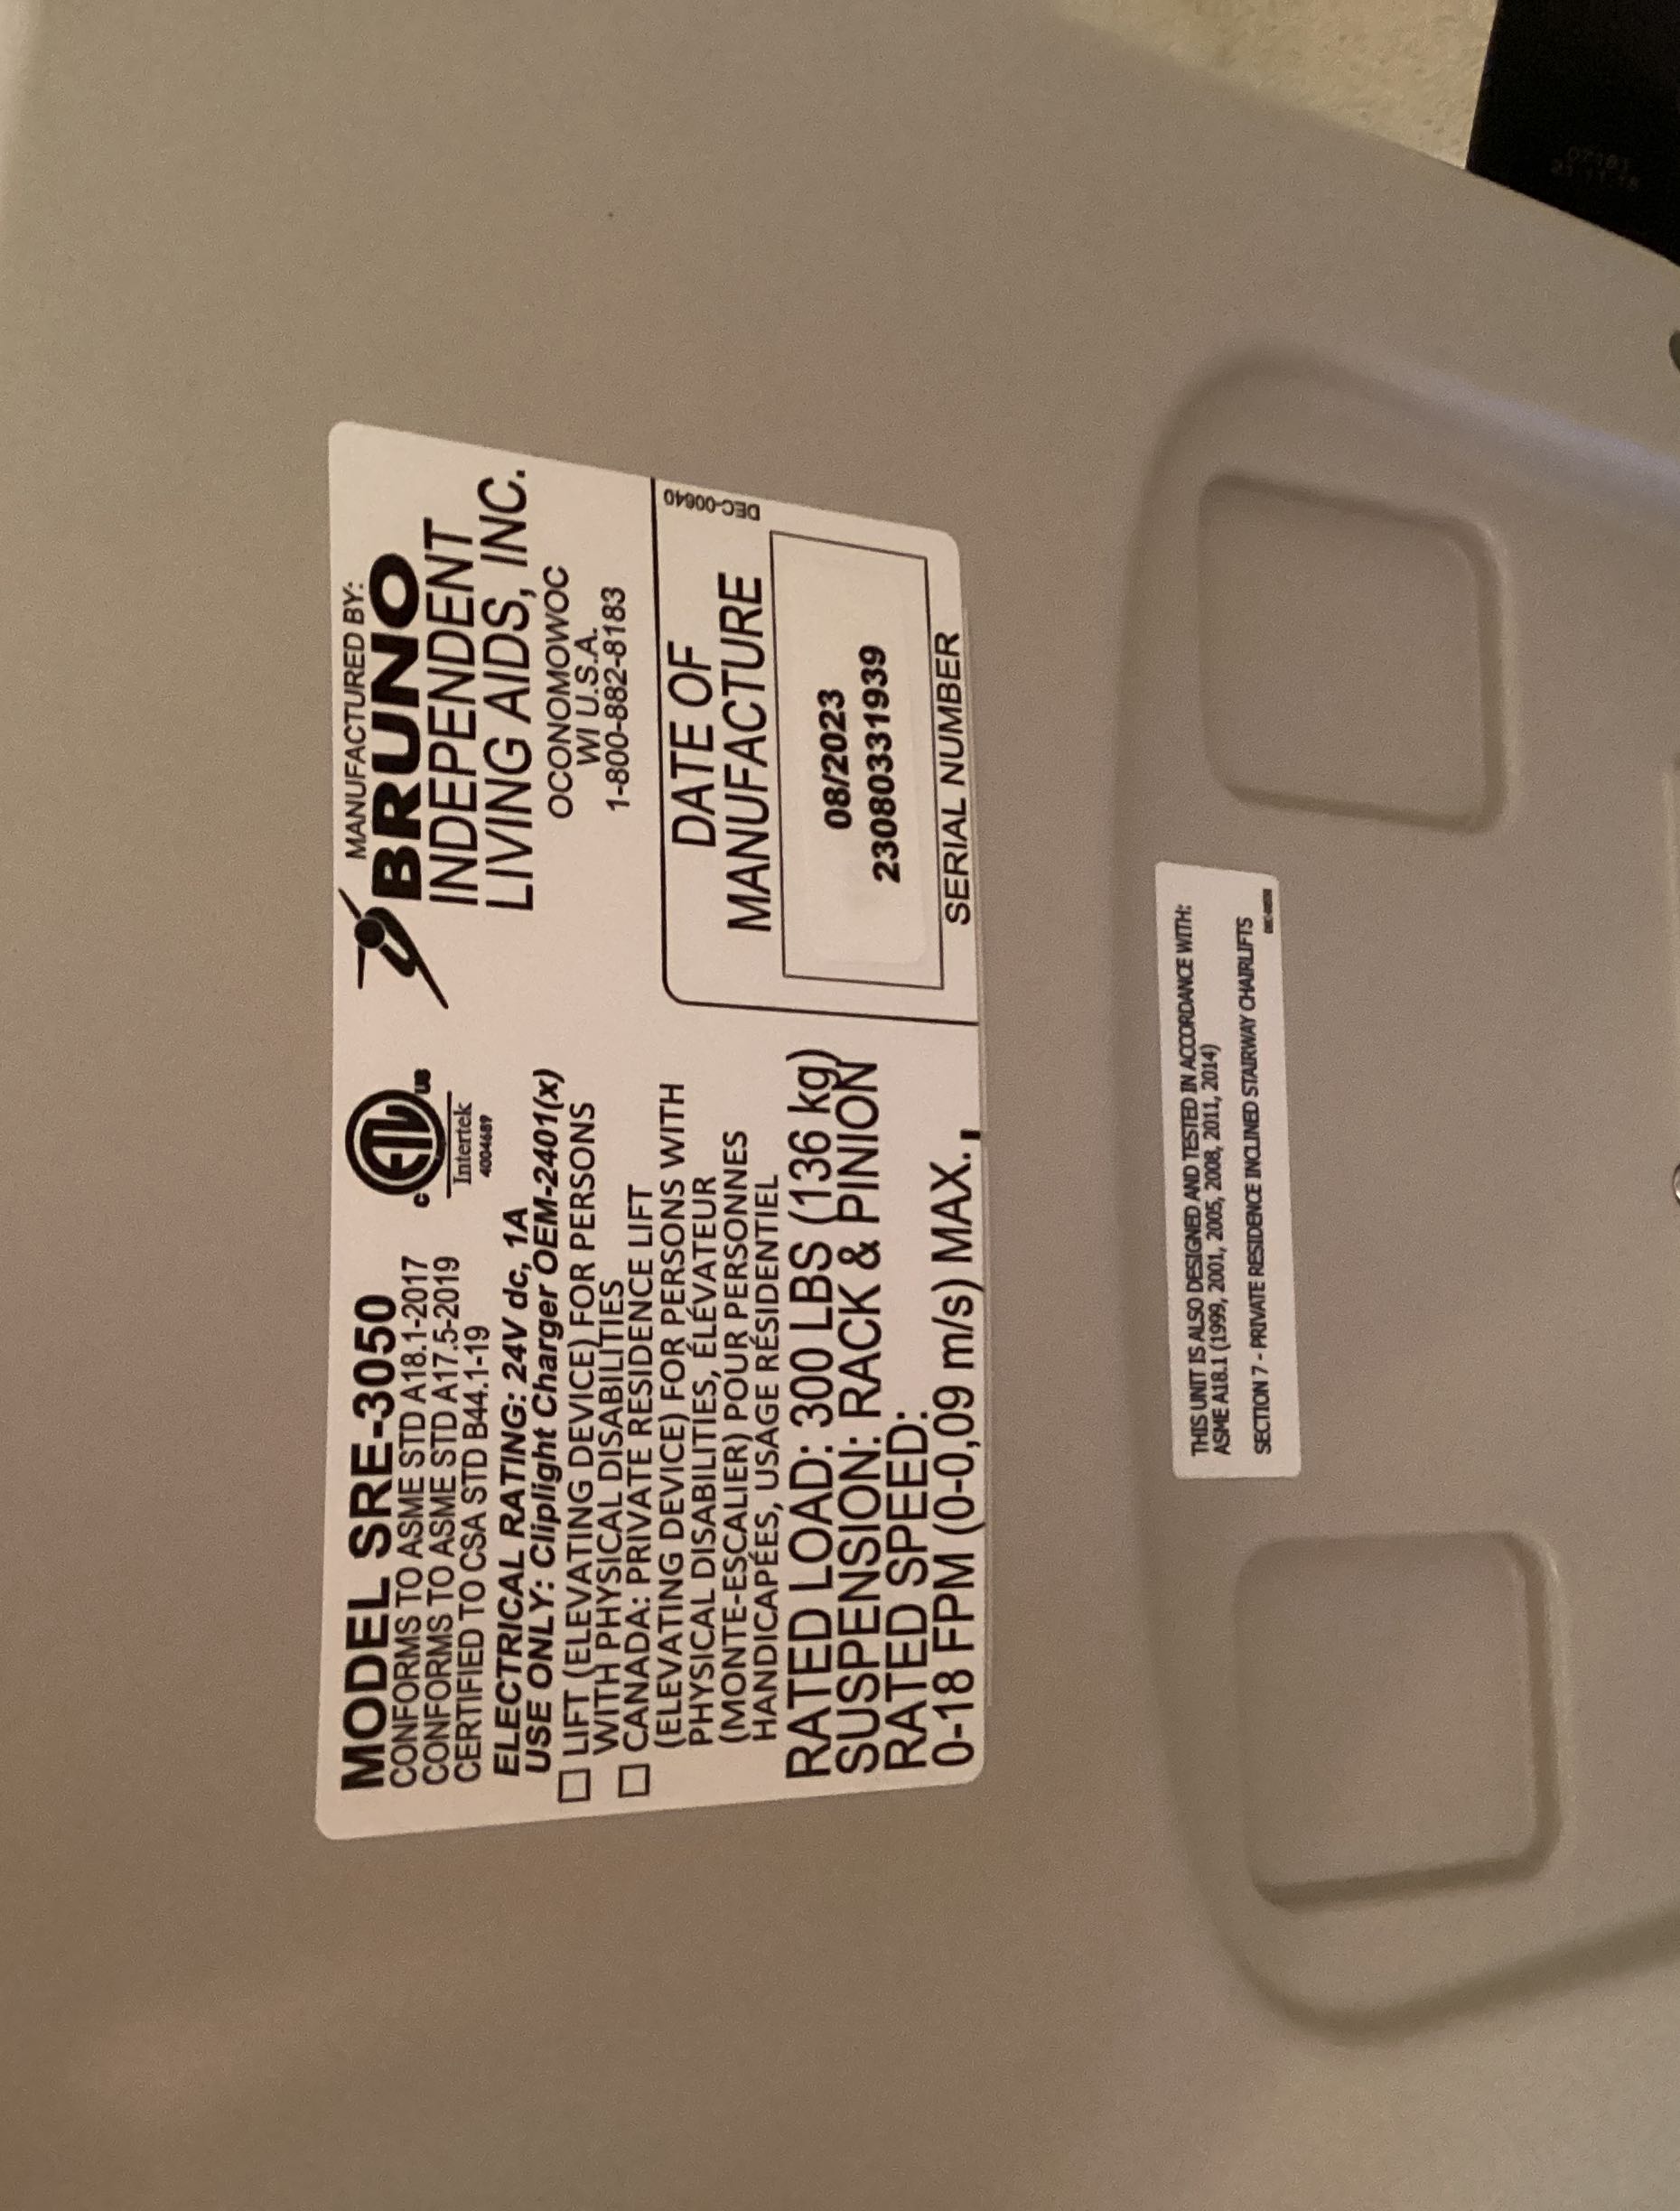 MODEL SRE-3050
CONFORMS TO ASME STD A18.1-2017
CONFORMS TO ASME STD A17.5-2019
CERTIFIED TO CSA STD B44.1-19
ELECTRICAL RATING: 24V dc, 1A
USE ONLY: Cliplight Charger OEM-2401(x)
LIFT (ELEVATING DEVICE) FOR PERSONS
WITH PHYSICAL DISABILITIES
CANADA: PRIVATE RESIDENCE LIFT
(ELEVATING DEVICE) FOR PERSONS WITH
PHYSICAL DISABILITIES, ÉLÉVATEUR
(MONTE-ESCALIER) POUR PERSONNES
HANDICAPÉES, USAGE RÉSIDENTIEL
RATED LOAD: 300 LBS (136 kg)
SUSPENSION: RACK & PINION
RATED SPEED:
0-18 FPM (0-0,09 m/s) MAX.
c ETL us
Intertek
4004689
MANUFACTURED BY:
BRUNO
INDEPENDENT
LIVING AIDS, INC.
OCONOMOWOC
WI U.S.A.
1-800-882-8183
DATE OF
MANUFACTURE
08/2023
23080331939
SERIAL NUMBER
DEC-00640
THIS UNIT IS ALSO DESIGNED AND TESTED IN ACCORDANCE WITH:
ASME A18.1 (1999, 2001, 2005, 2008, 2011, 2014)
SECTION 7 - PRIVATE RESIDENCE INCLINED STAIRWAY CHAIRLIFTS